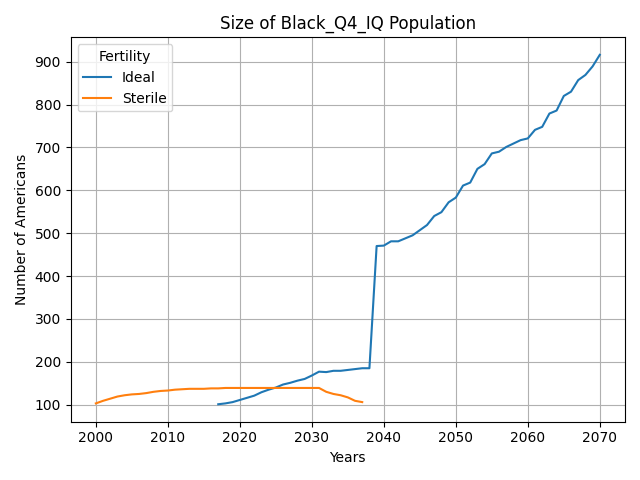 Size of Black_Q4_IQ Population
Fertility
Ideal
Sterile
Number of Americans
900
800
700
600
500
400
300
200
100
2000 2010 2020 2030 2040 2050 2060 2070
Years